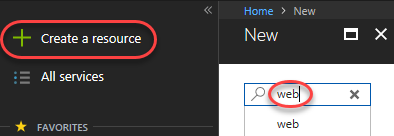 Create a resource
All services
FAVORITES
Home > New
New
web
web